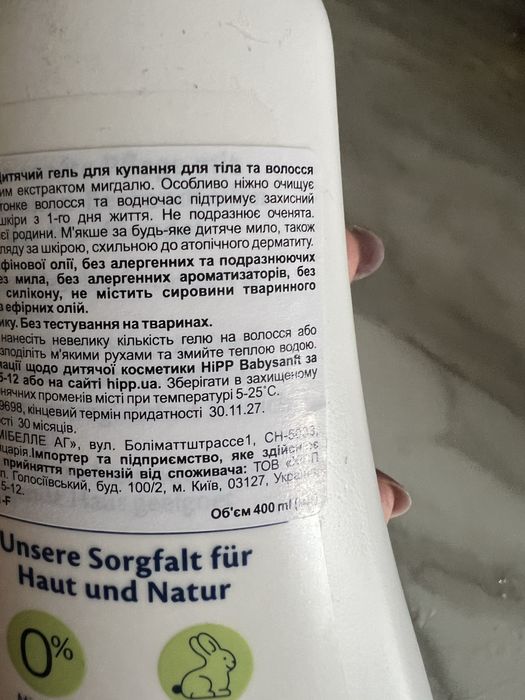 итячий гель для купання для тіла та волосся
им екстрактом мигдалю. Особливо ніжно очищує
тонке волосся та водночас підтримує захисний
шкіри з 1-го дня життя. Не подразнює оченята.
єї родини. М'якше за будь-яке дитяче мило, також
ляду за шкірою, схильною до атопічного дерматиту.
фінової олії, без алергенних та подразнюючих
ез мила, без алергенних ароматизаторів, без
силікону, не містить сировини тваринного
з ефірних олій.
ику. Без тестування на тваринах.
нанесіть невелику кількість гелю на волосся або
зподіліть м'якими рухами та змийте теплою водою.
ації щодо дитячої косметики HiPP Babysanft за
5-12 або на сайті hipp.ua. Зберігати в захищеному
нячних променів місті при температурі 5-25°C.
9698, кінцевий термін придатності 30.11.27.
сті 30 місяців.
МІБЕЛЛЕ АГ», вул. Боліматтштрассе1, CH-5033,
царія.Імпортер та підприємство, яке здійснює
прийняття претензій від споживача: ТОВ
п. Голосіївський, буд. 100/2, м. Київ, 03127, Україна
5-12.
-F
Об'єм 400 ml
Unsere Sorgfalt für
Haut und Natur
0%